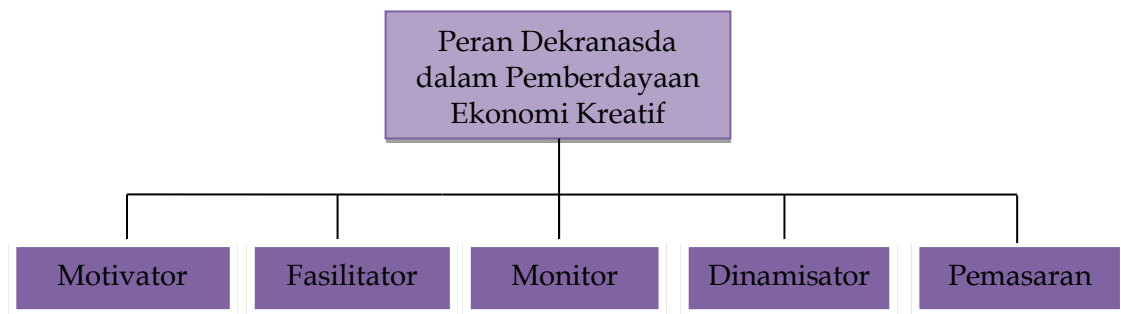 Peran Dekranasda
dalam Pemberdayaan
Ekonomi Kreatif
Motivator
Fasilitator
Monitor
Dinamisator
Pemasaran